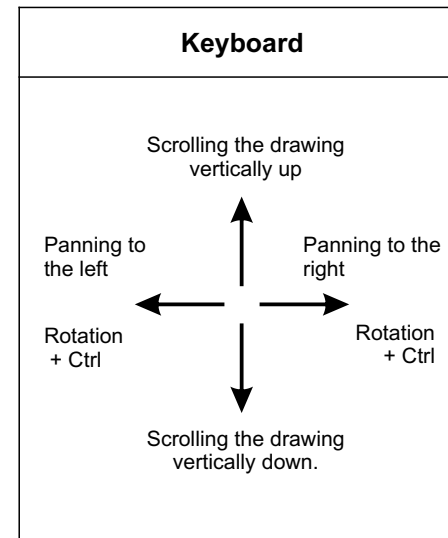 Keyboard
Scrolling the drawing
vertically up
Panning to
the left
Panning to the
right
Rotation
+ Ctrl
Rotation
+ Ctrl
Scrolling the drawing
vertically down.